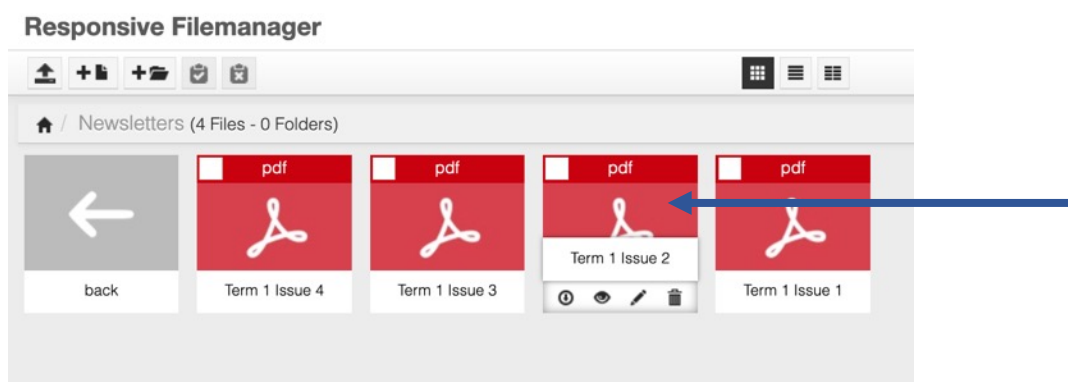 Responsive Filemanager
/ Newsletters (4 Files - 0 Folders)
pdf pdf pdf pdf
Term 1 Issue 2
back Term 1 Issue 4 Term 1 Issue 3 Term 1 Issue 1